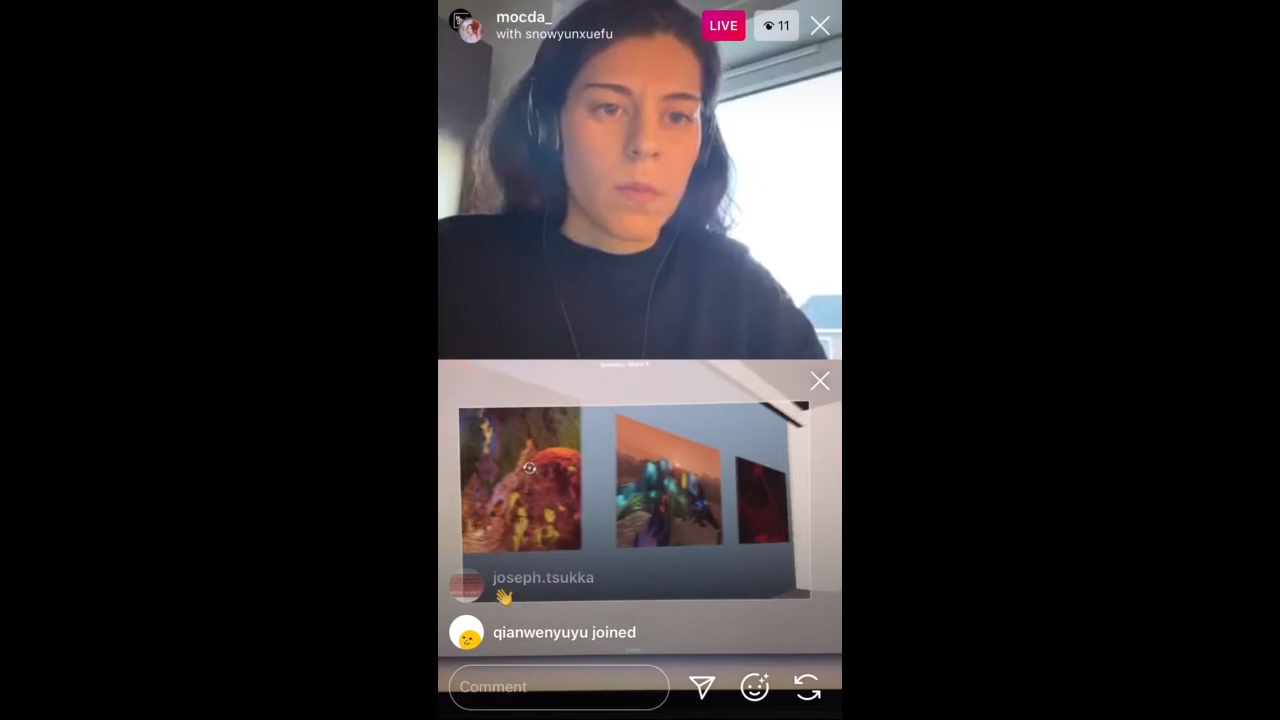 mocda_
with snowyunxuefu
LIVE
11
joseph.tsukka
👋
qianwenyuyu joined
Comment